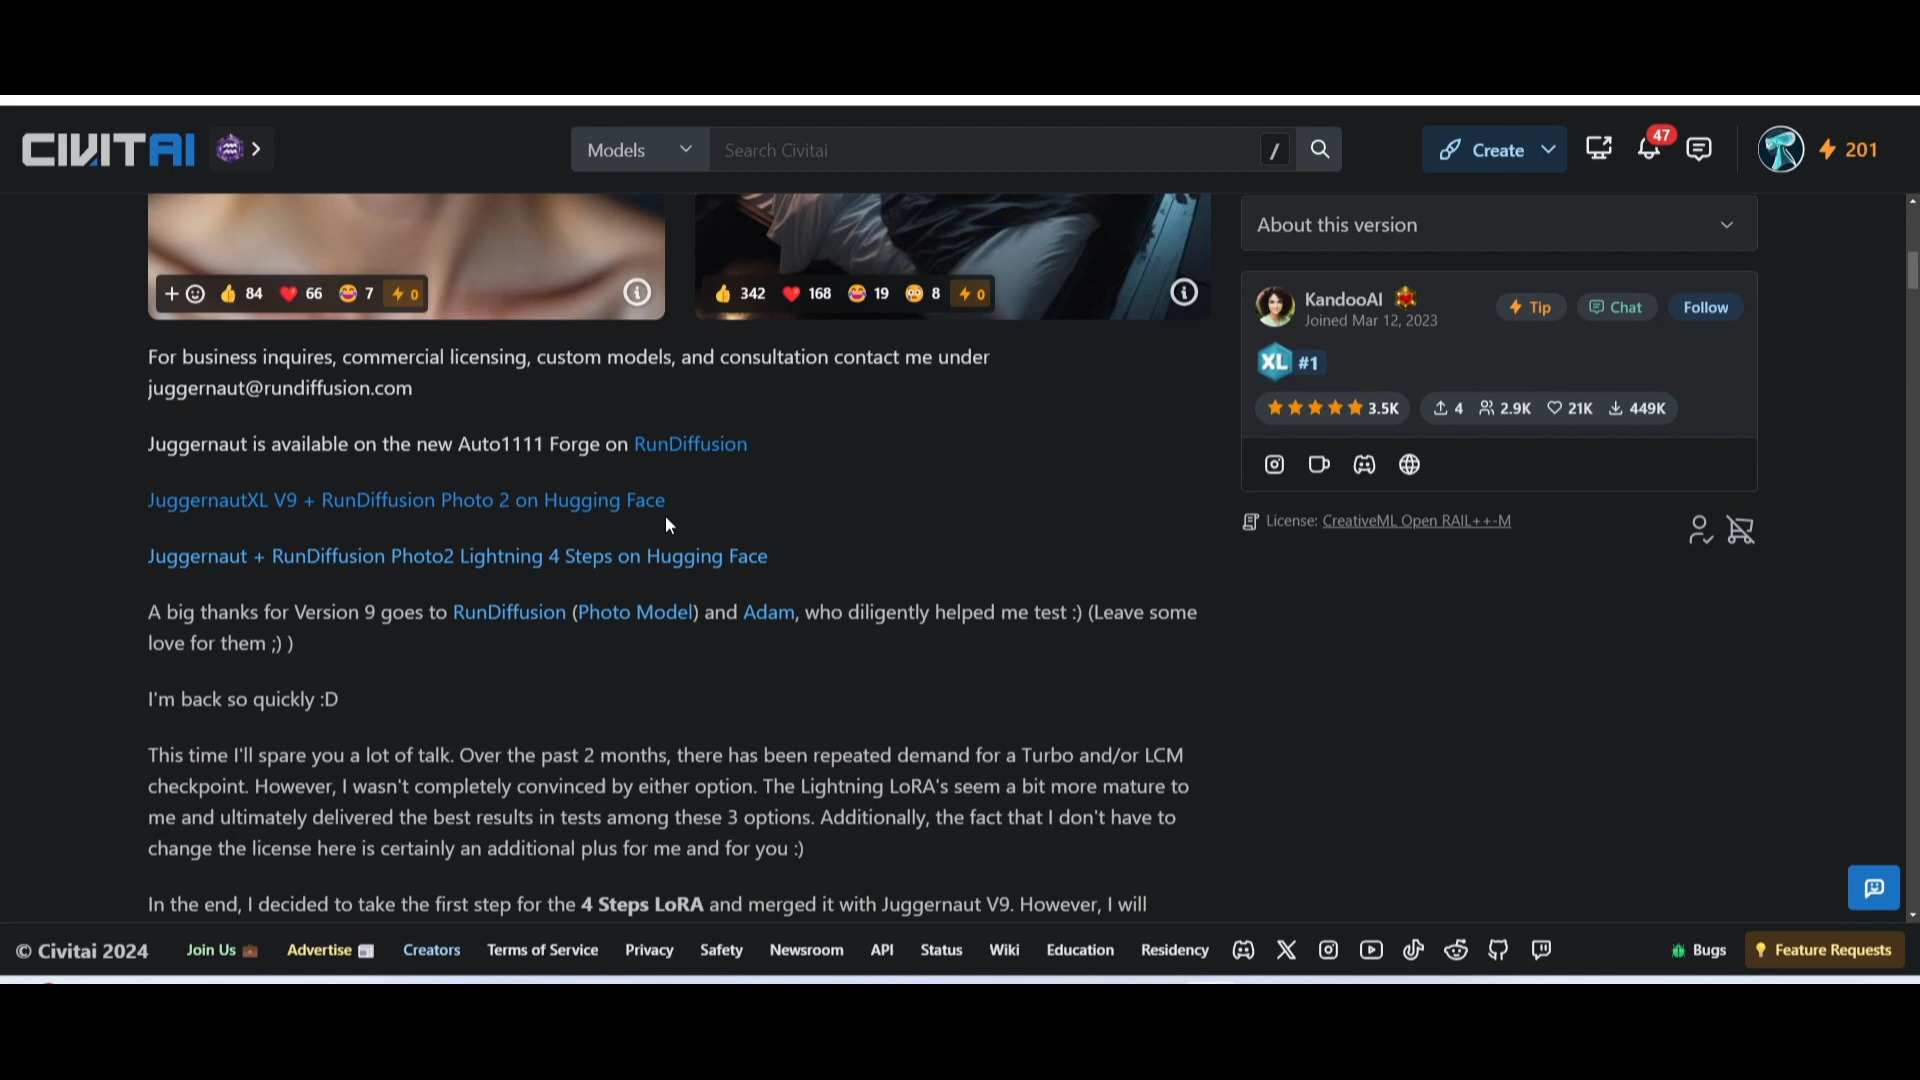 CIVITAI
Models
Search Civitai
/
Create
47
201
84
66
7
0
342
168
19
8
0
For business inquires, commercial licensing, custom models, and consultation contact me under
juggernaut@rundiffusion.com
Juggernaut is available on the new Auto1111 Forge on RunDiffusion
JuggernautXL V9 + RunDiffusion Photo 2 on Hugging Face
Juggernaut + RunDiffusion Photo2 Lightning 4 Steps on Hugging Face
A big thanks for Version 9 goes to RunDiffusion (Photo Model) and Adam, who diligently helped me test :) (Leave some
love for them ;) )
I'm back so quickly :D
This time I'll spare you a lot of talk. Over the past 2 months, there has been repeated demand for a Turbo and/or LCM
checkpoint. However, I wasn't completely convinced by either option. The Lightning LoRA's seem a bit more mature to
me and ultimately delivered the best results in tests among these 3 options. Additionally, the fact that I don't have to
change the license here is certainly an additional plus for me and for you :)
In the end, I decided to take the first step for the 4 Steps LoRA and merged it with Juggernaut V9. However, I will
About this version
KandooAI
Joined Mar 12, 2023
Tip
Chat
Follow
XL #1
3.5K
4
2.9K
21K
449K
License: CreativeML Open RAIL++-M
© Civitai 2024
Join Us
Advertise
Creators
Terms of Service
Privacy
Safety
Newsroom
API
Status
Wiki
Education
Residency
Bugs
Feature Requests